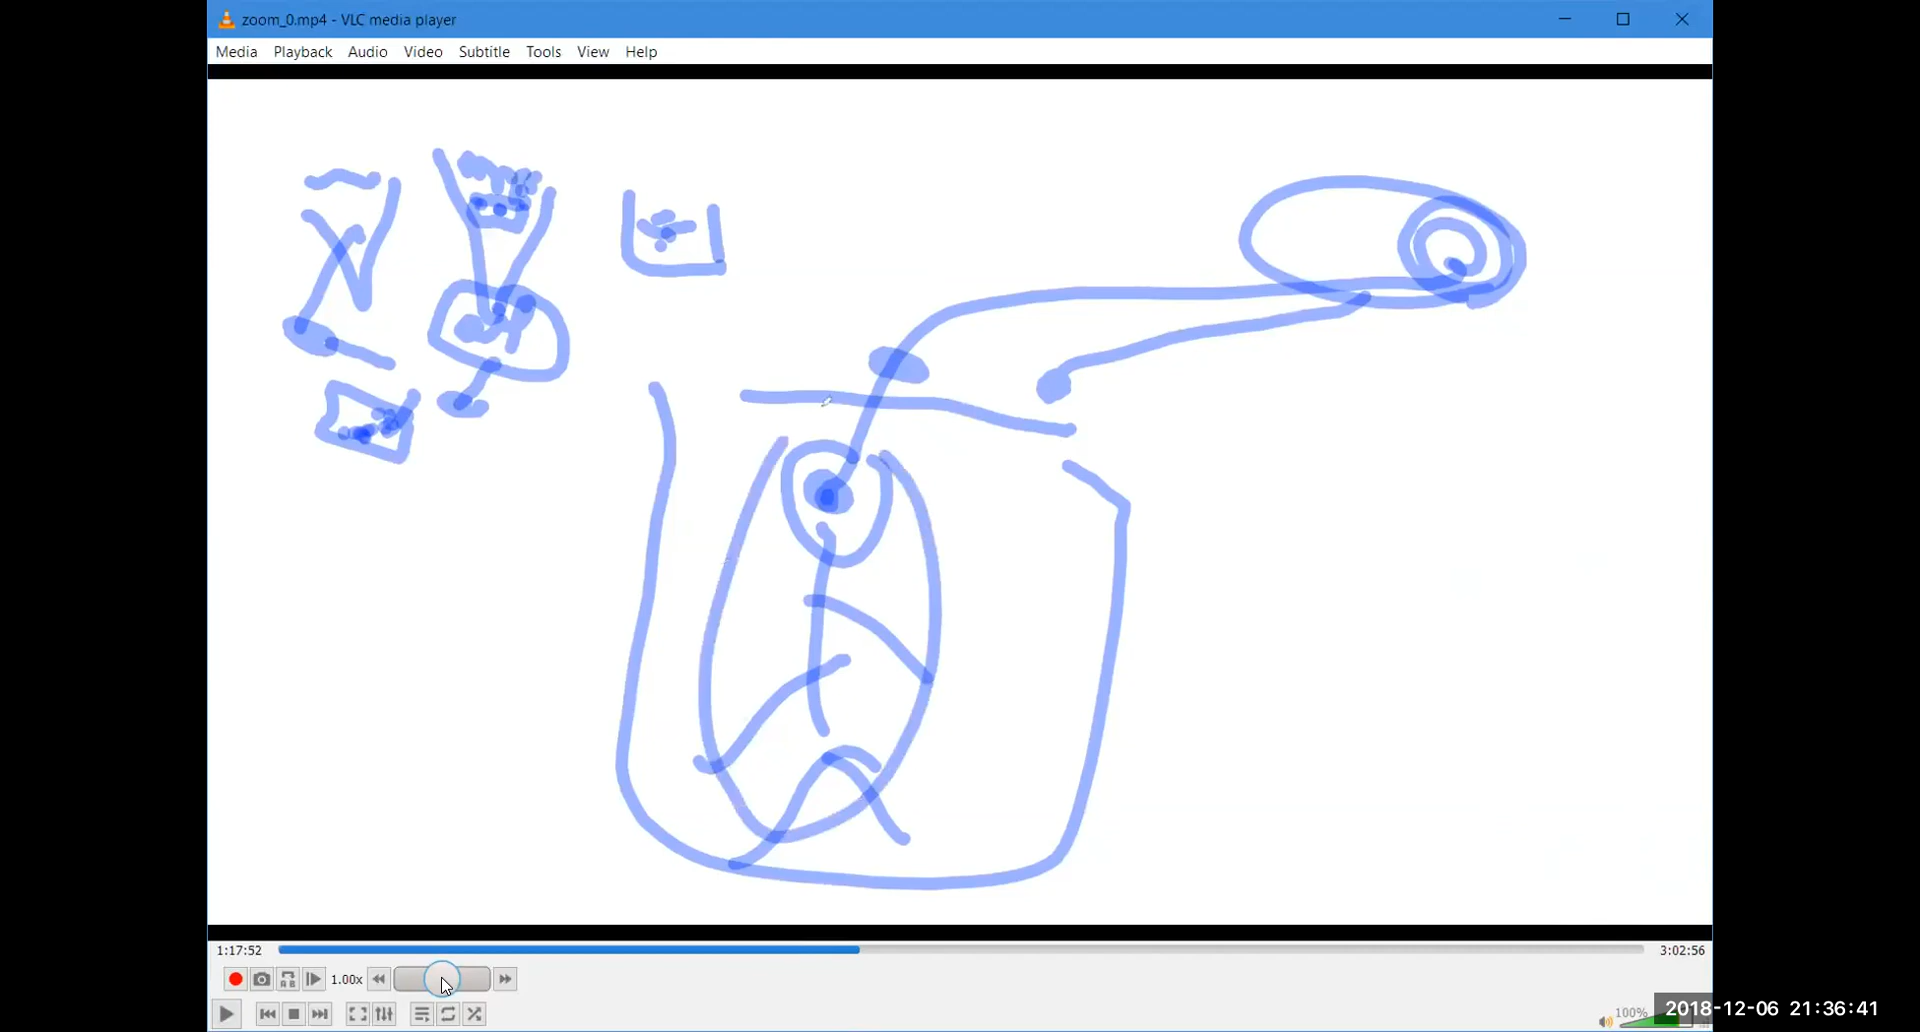 zoom_0.mp4 - VLC media player
Media Playback Audio Video Subtitle Tools View Help
1:17:52
3:02:56
1.00x
100%
2018-12-06 21:36:41